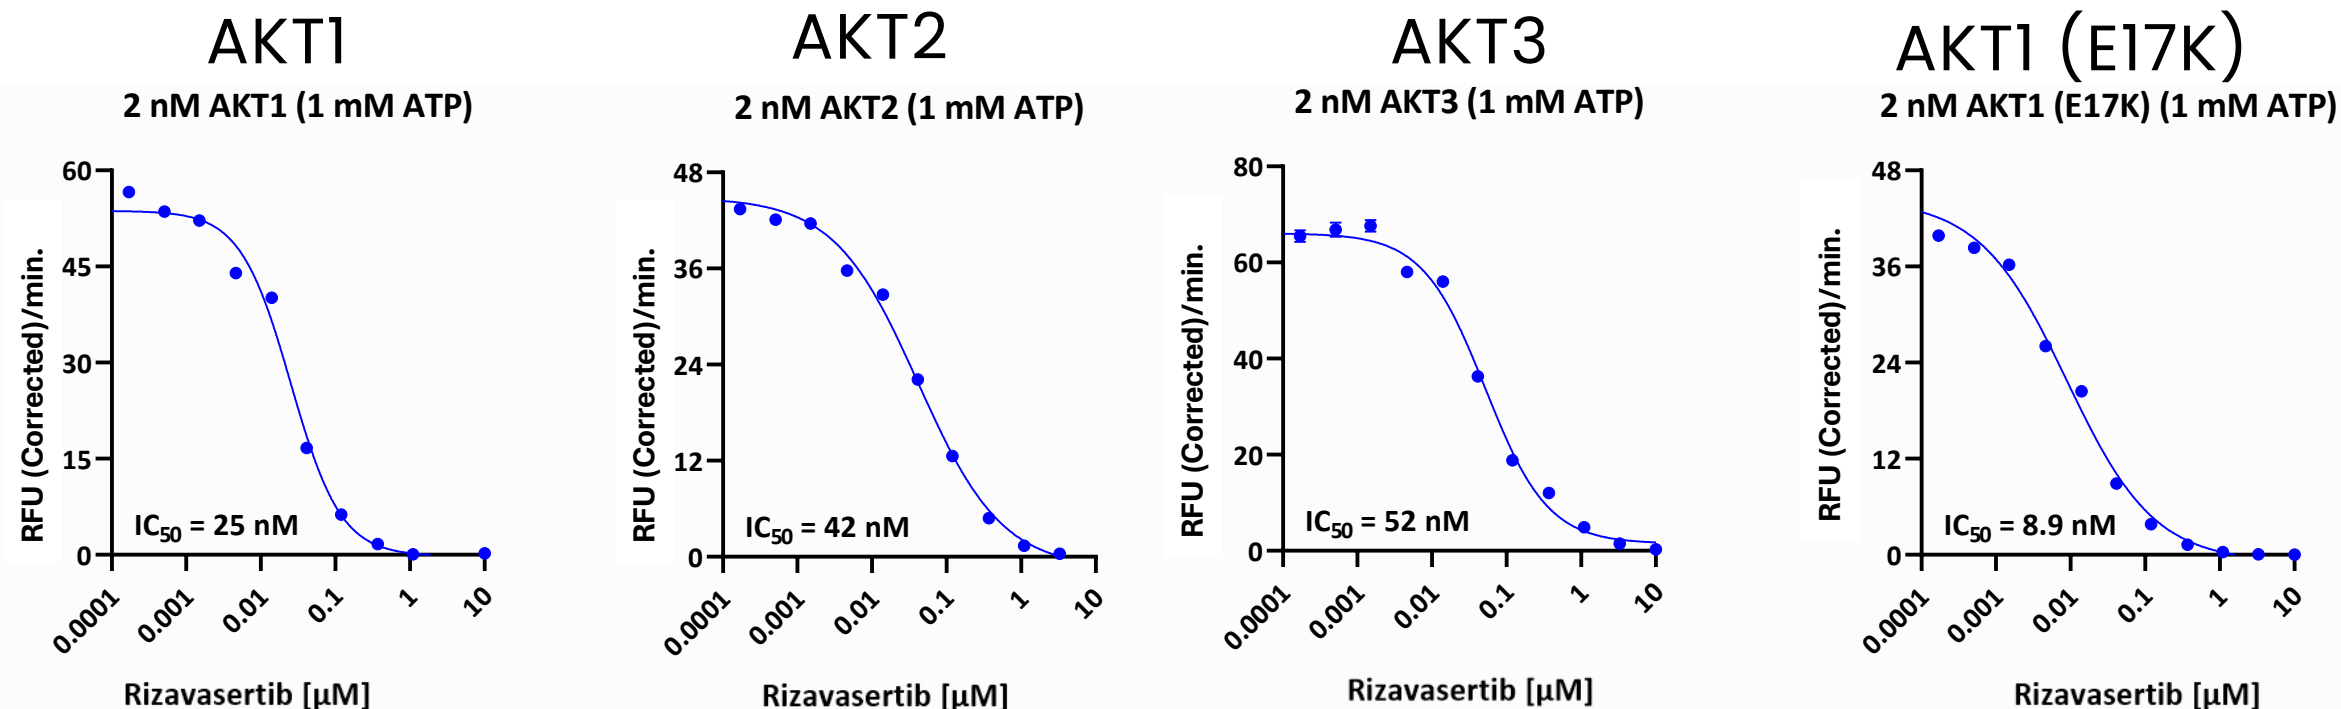 AKT1
2 nM AKT1 (1 mM ATP)
60
45
30
15
0
RFU (Corrected)/min.
IC50 = 25 nM
0.0001
0.001
0.01
0.1
1
10
Rizavasertib [µM]
AKT2
2 nM AKT2 (1 mM ATP)
48
36
24
12
0
RFU (Corrected)/min.
IC50 = 42 nM
0.0001
0.001
0.01
0.1
1
10
Rizavasertib [µM]
AKT3
2 nM AKT3 (1 mM ATP)
80
60
40
20
0
RFU (Corrected)/min.
IC50 = 52 nM
0.0001
0.001
0.01
0.1
1
10
Rizavasertib [µM]
AKT1 (E17K)
2 nM AKT1 (E17K) (1 mM ATP)
48
36
24
12
0
RFU (Corrected)/min.
IC50 = 8.9 nM
0.0001
0.001
0.01
0.1
1
10
Rizavasertib [µM]